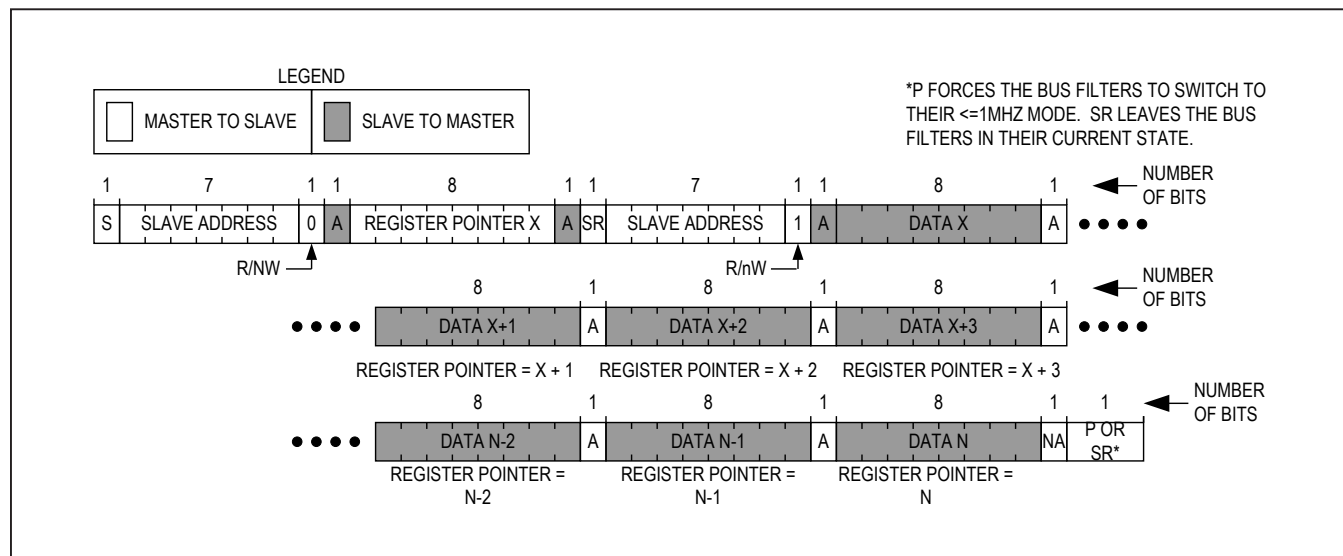 LEGEND
MASTER TO SLAVE SLAVE TO MASTER
*P FORCES THE BUS FILTERS TO SWITCH TO
THEIR <=1MHZ MODE. SR LEAVES THE BUS
FILTERS IN THEIR CURRENT STATE.
1 7 1 1 8 1 1 7 1 1 8 1 NUMBER
OF BITS
S SLAVE ADDRESS 0 A REGISTER POINTER X A SR SLAVE ADDRESS 1 A DATA X A
R/NW R/nW
8 1 8 1 8 1 NUMBER
OF BITS
DATA X+1 A DATA X+2 A DATA X+3 A
REGISTER POINTER = X + 1 REGISTER POINTER = X + 2 REGISTER POINTER = X + 3
8 1 8 1 8 1 1 NUMBER
OF BITS
DATA N-2 A DATA N-1 A DATA N NA P OR
SR*
REGISTER POINTER = REGISTER POINTER = REGISTER POINTER =
N-2 N-1 N